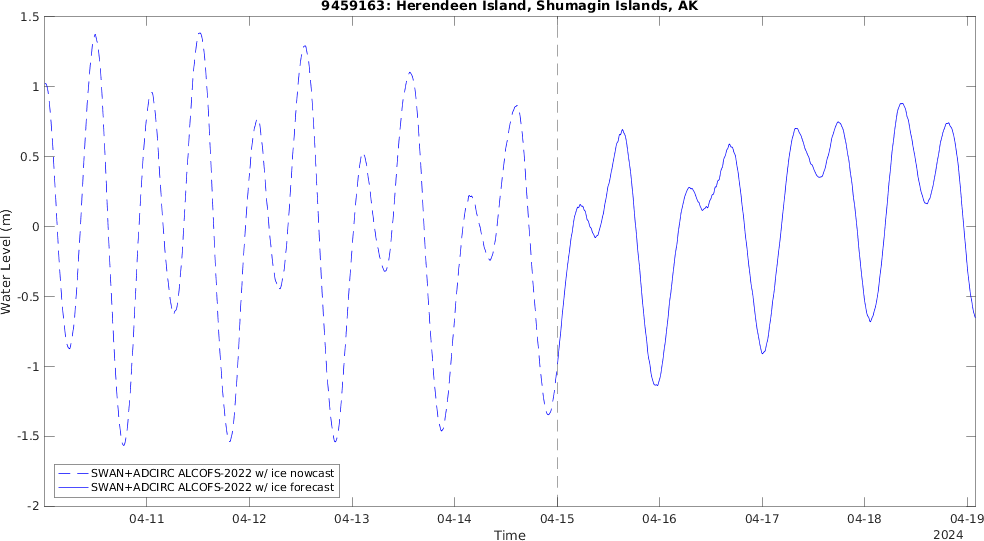 9459163: Herendeen Island, Shumagin Islands, AK
1.5
1
0.5
0
-0.5
-1
-1.5
-2
Water Level (m)
SWAN+ADCIRC ALCOFS-2022 w/ ice nowcast
SWAN+ADCIRC ALCOFS-2022 w/ ice forecast
04-11 04-12 04-13 04-14 04-15 04-16 04-17 04-18 04-19
Time
2024